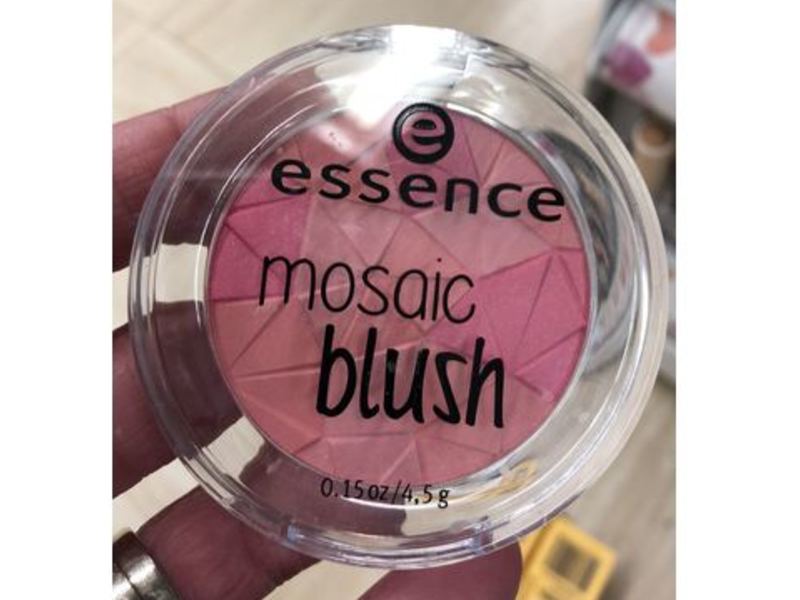 e
essence
mosaic
blush
0.15 oz/4,5 g